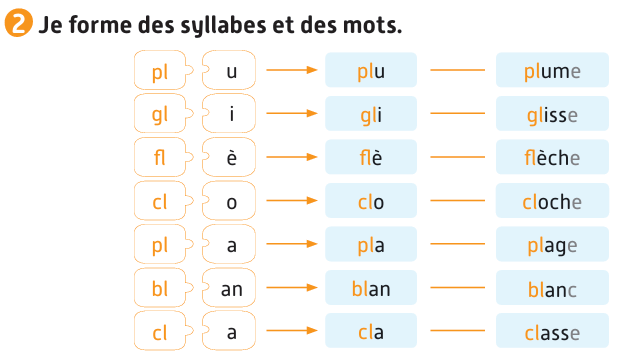 2 Je forme des syllabes et des mots.
pl u plu plume
gl i gli glisse
fl è flè flèche
cl o clo cloche
pl a pla plage
bl an blan blanc
cl a cla classe